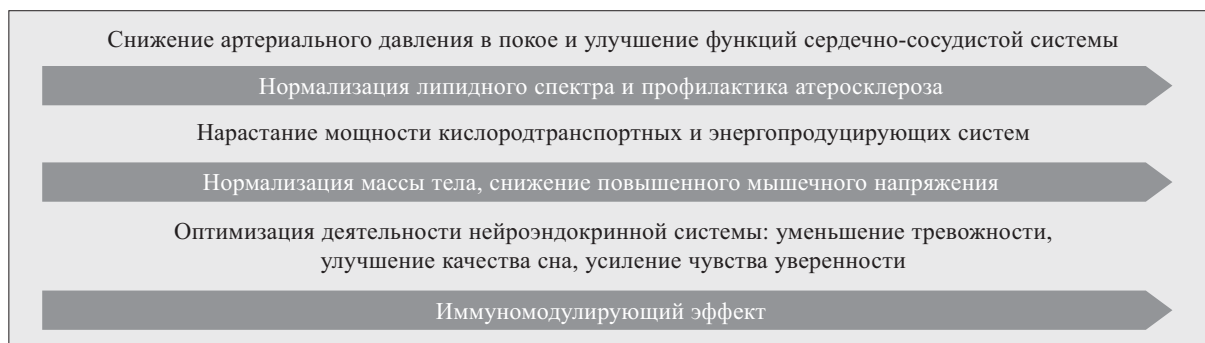 Снижение артериального давления в покое и улучшение функций сердечно-сосудистой системы
Нормализация липидного спектра и профилактика атеросклероза
Нарастание мощности кислородтранспортных и энергопродуцирующих систем
Нормализация массы тела, снижение повышенного мышечного напряжения
Оптимизация деятельности нейроэндокринной системы: уменьшение тревожности,
улучшение качества сна, усиление чувства уверенности
Иммуномодулирующий эффект